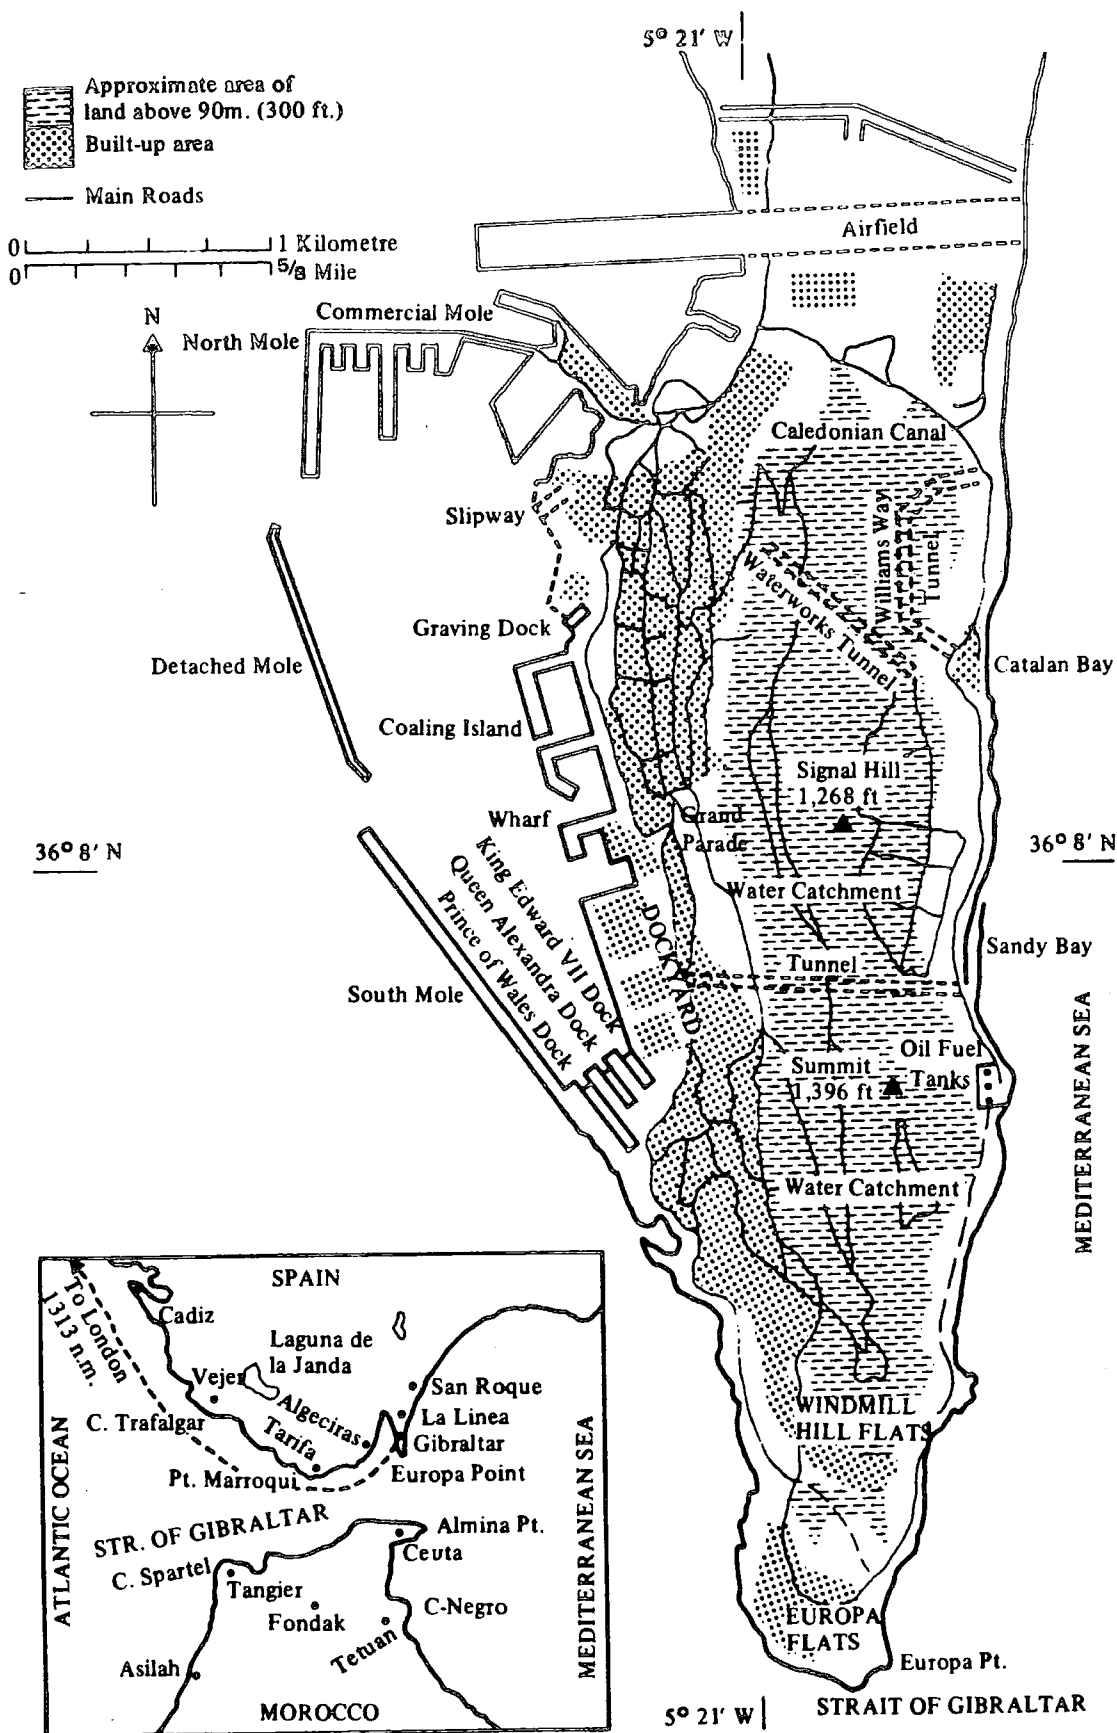 5° 21' W
Approximate area of
land above 90m. (300 ft.)
Built-up area
Main Roads
0 1 Kilometre
0 5/8 Mile
N
Airfield
Commercial Mole
North Mole
Caledonian Canal
Slipway
Williams Way
Tunnel
Waterworks Tunnel
Graving Dock
Detached Mole
Catalan Bay
Coaling Island
Signal Hill
1,268 ft
Wharf
Grand
Parade
36° 8' N
36° 8' N
King Edward VII Dock
Queen Alexandra Dock
Prince of Wales Dock
Water Catchment
DOCKYARD
Sandy Bay
Tunnel
South Mole
MEDITERRANEAN SEA
Oil Fuel
Tanks
Summit
1,396 ft
Water Catchment
WINDMILL
HILL FLATS
EUROPA
FLATS
Europa Pt.
5° 21' W
STRAIT OF GIBRALTAR
SPAIN
To London
1313 n.m.
Cadiz
Laguna de
la Janda
Vejer
San Roque
Algeciras
La Linea
C. Trafalgar
Tarifa
Gibraltar
Pt. Marroqui
Europa Point
ATLANTIC OCEAN
MEDITERRANEAN SEA
STR. OF GIBRALTAR
Almina Pt.
Ceuta
C. Spartel
Tangier
Fondak
C-Negro
Tetuan
Asilah
MOROCCO